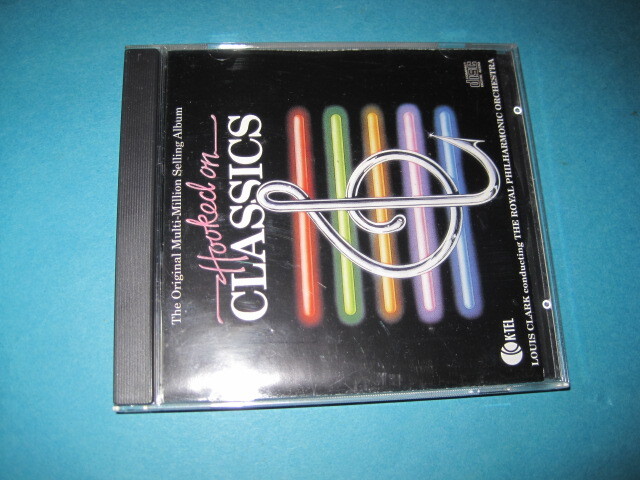 The Original Multi-Million Selling Album
Hooked on
CLASSICS
K-TEL
LOUIS CLARK conducting THE ROYAL PHILHARMONIC ORCHESTRA